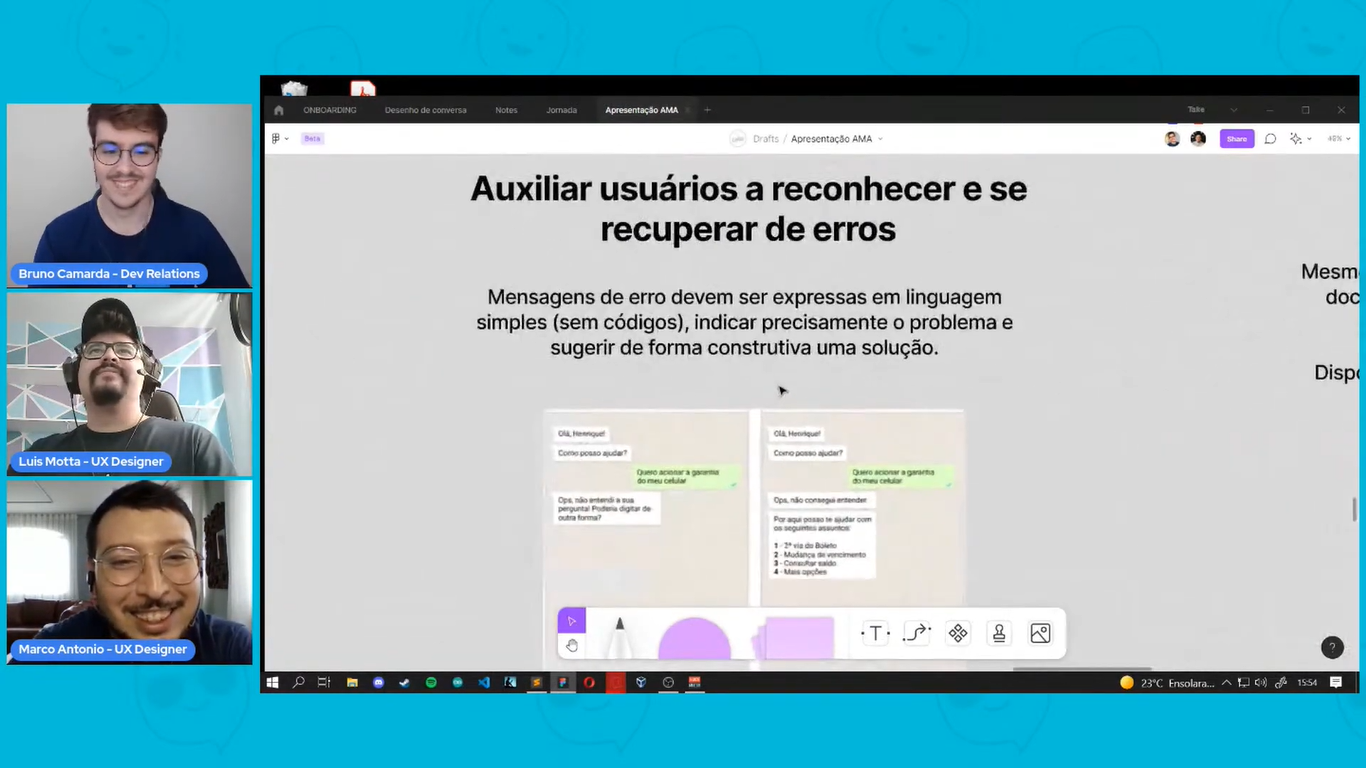 Bruno Camarda - Dev Relations
Luis Motta - UX Designer
Marco Antonio - UX Designer
ONBOARDING
Desenho de conversa
Notes
Jornada
Apresentação AMA
Talia
Beta
Drafts / Apresentação AMA
Share
48%
Auxiliar usuários a reconhecer e se
recuperar de erros
Mensagens de erro devem ser expressas em linguagem
simples (sem códigos), indicar precisamente o problema e
sugerir de forma construtiva uma solução.
Mesm
doc
Dispo
Olá, Henrique!
Como posso ajudar?
Quero acionar a garantia
do meu celular
Ops, não entendi a sua
pergunta! Poderia digitar de
outra forma?
Olá, Henrique!
Como posso ajudar?
Quero acionar a garantia
do meu celular
Ops, não consegui entender
Por aqui posso te ajudar com
os seguintes assuntos:
1 - 2ª via do Boleto
2 - Mudança de vencimento
3 - Consultar saldo
4 - Mais opções
T
?
23°C Ensolara...
15:54